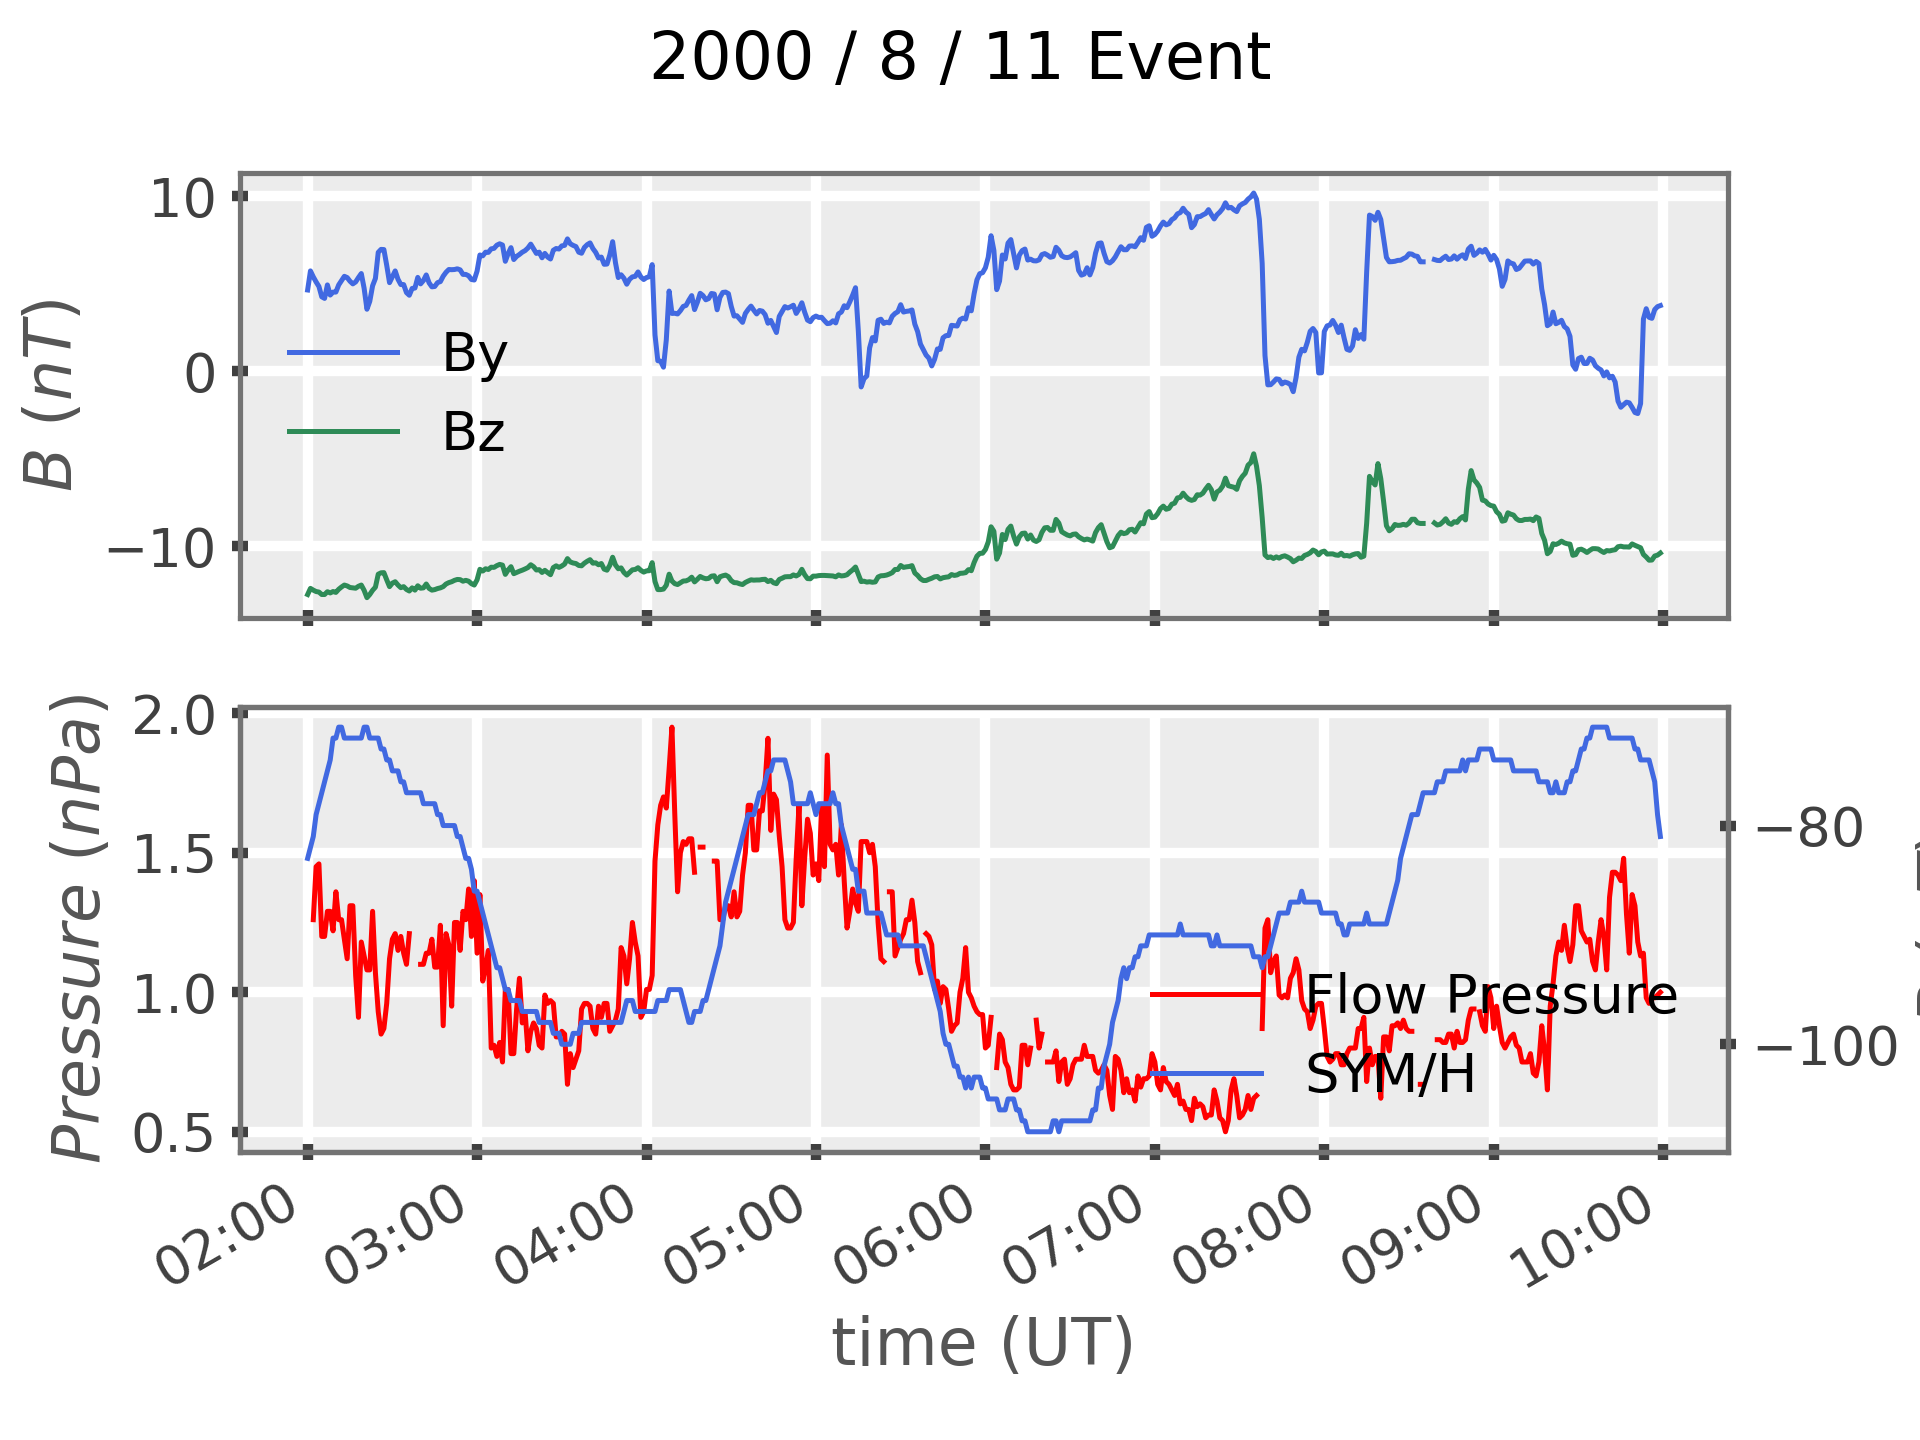 2000 / 8 / 11 Event
10
0
−10
B (nT)
By
Bz
2.0
1.5
1.0
0.5
Pressure (nPa)
−80
−100
Flow Pressure
SYM/H
02:00
03:00
04:00
05:00
06:00
07:00
08:00
09:00
10:00
time (UT)